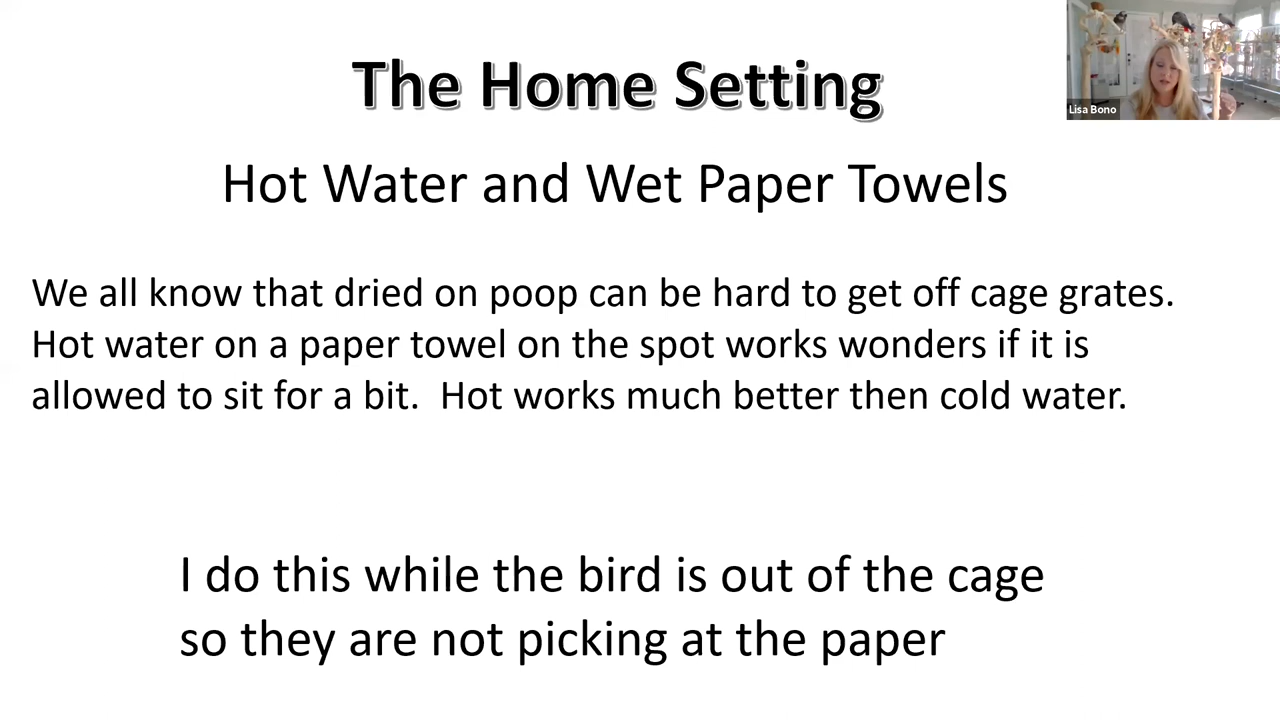 The Home Setting
Lisa Bono
Hot Water and Wet Paper Towels
We all know that dried on poop can be hard to get off cage grates.
Hot water on a paper towel on the spot works wonders if it is
allowed to sit for a bit.  Hot works much better then cold water.
I do this while the bird is out of the cage
so they are not picking at the paper